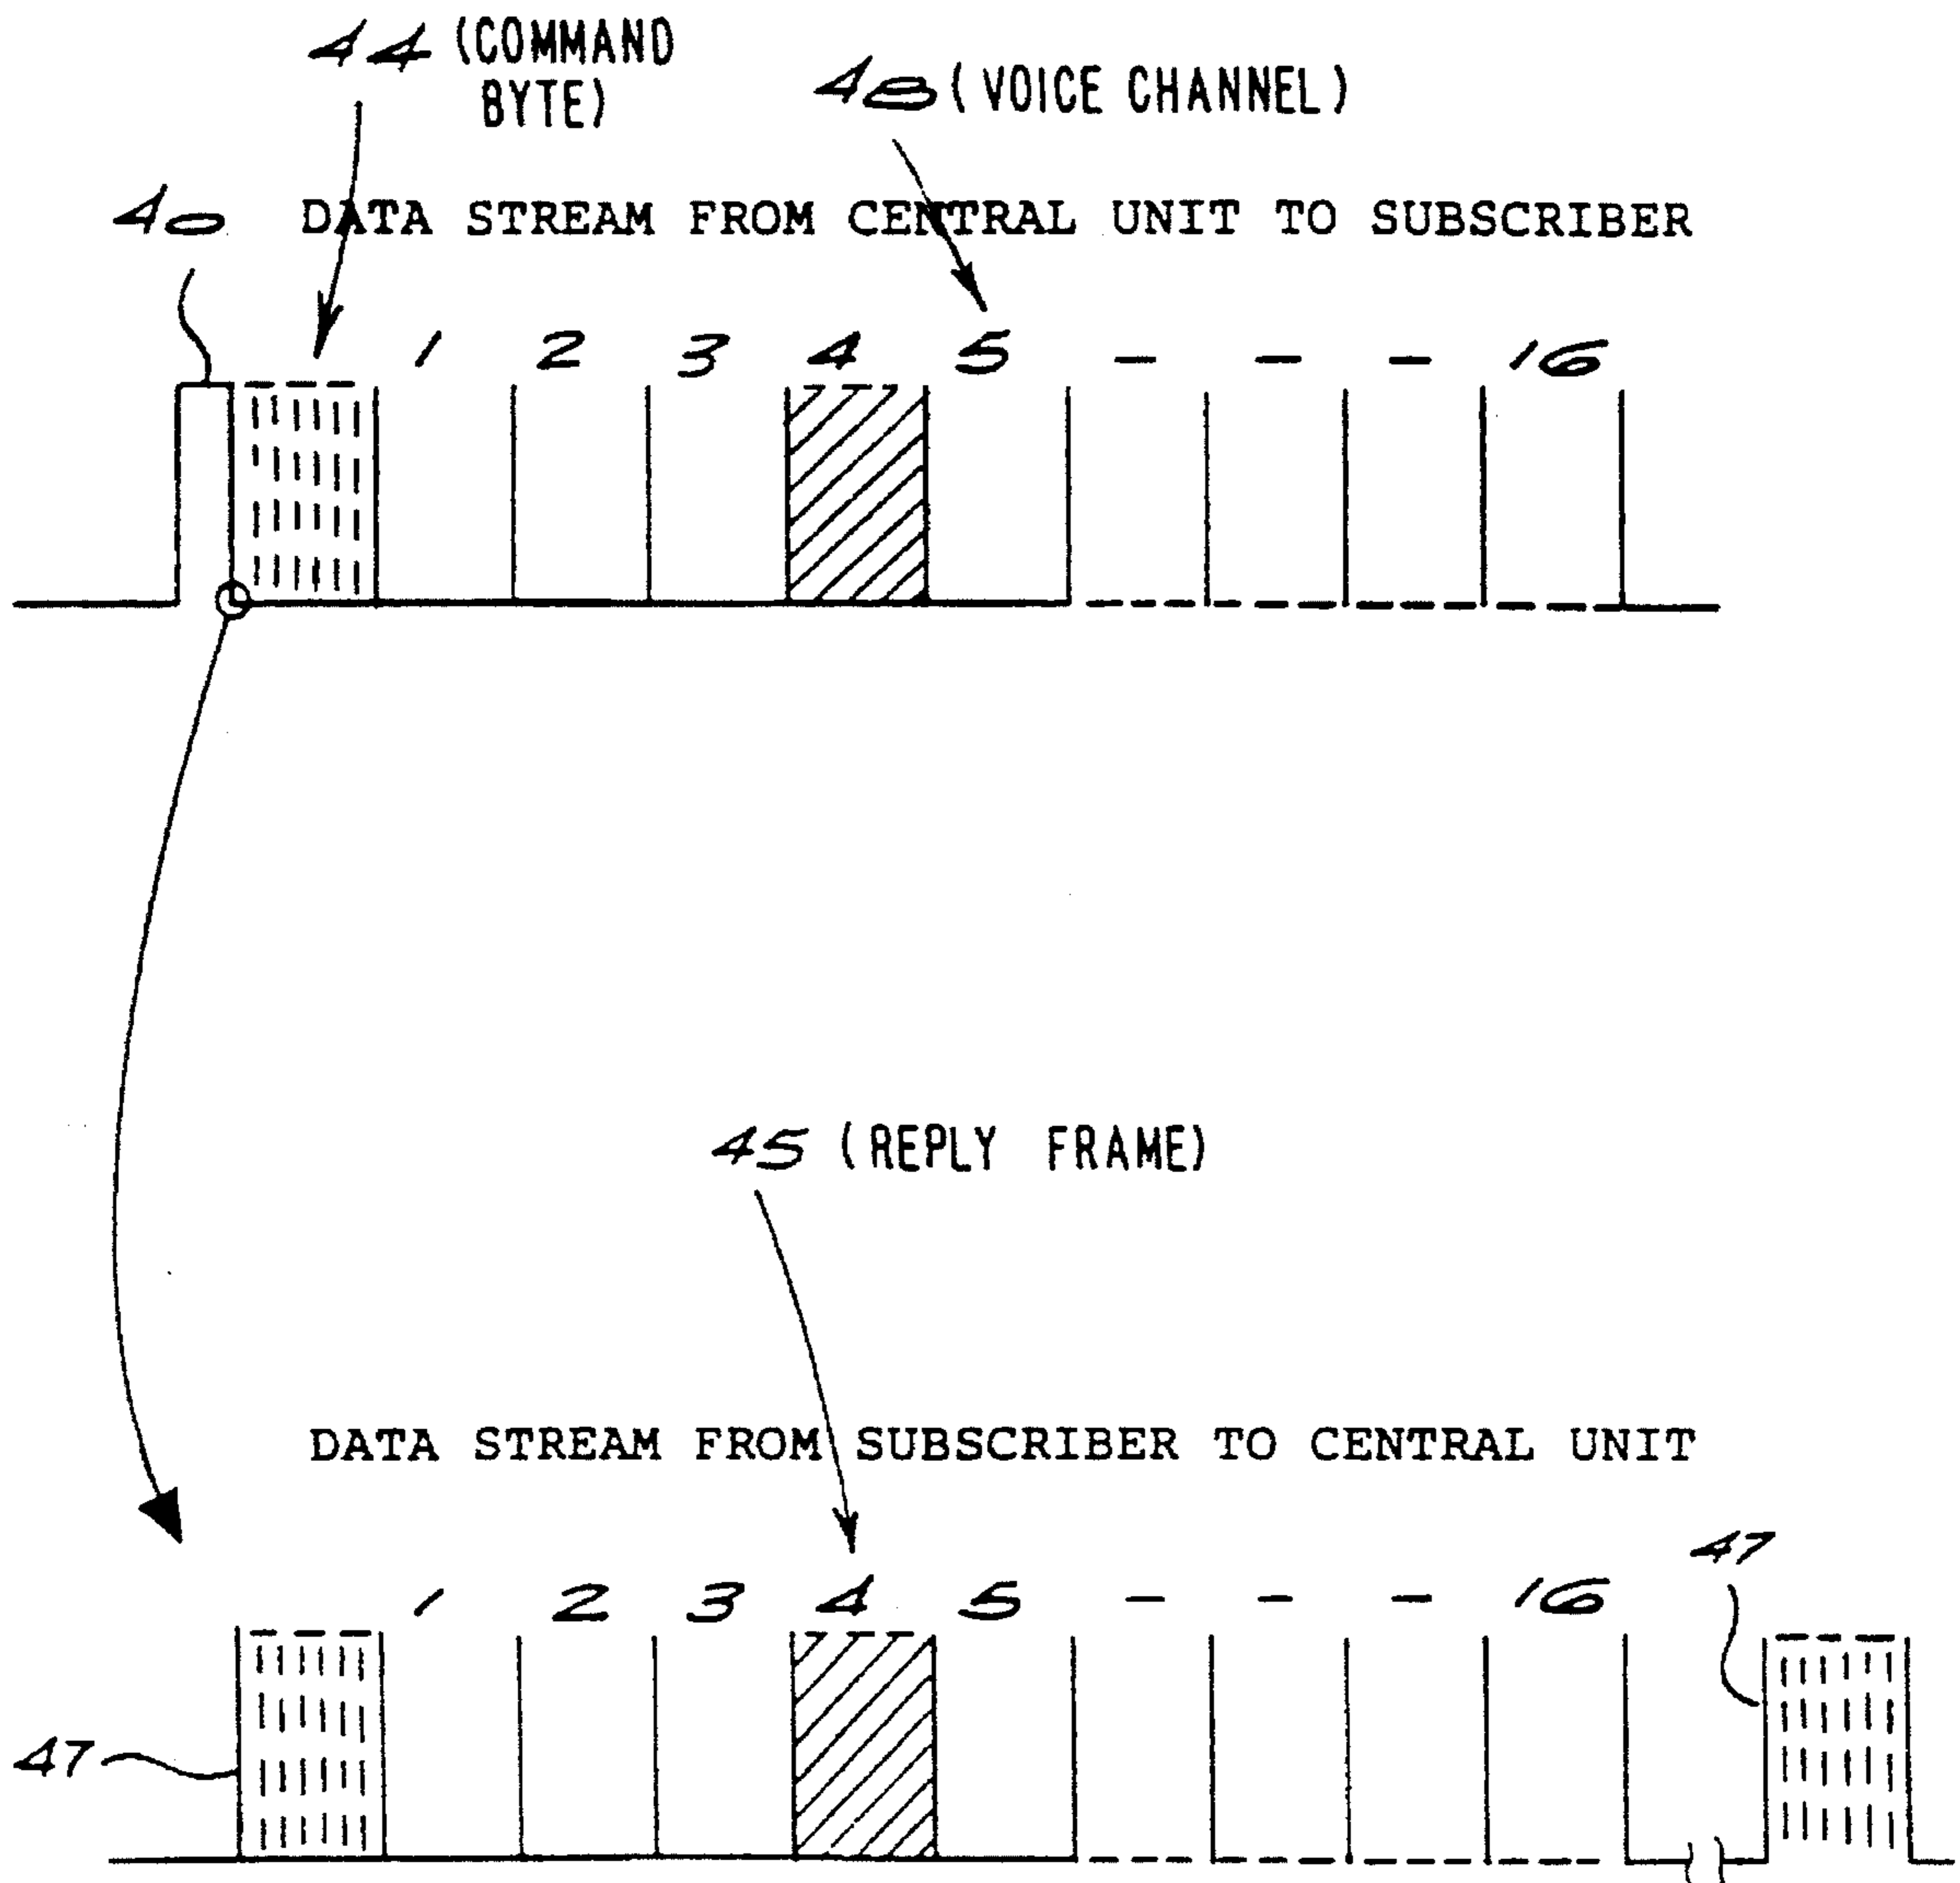 44 (COMMAND
BYTE)
48 (VOICE CHANNEL)
40
DATA STREAM FROM CENTRAL UNIT TO SUBSCRIBER
1 2 3 4 5 – – – 16
45 (REPLY FRAME)
DATA STREAM FROM SUBSCRIBER TO CENTRAL UNIT
47
1 2 3 4 5 – – – 16
47